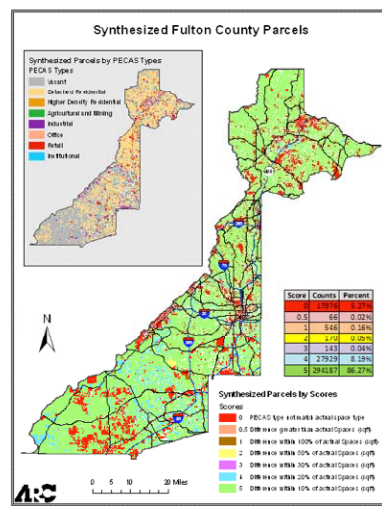 Synthesized Fulton County Parcels
Synthesized Parcels by PECAS Types
PECAS Types
Vacant
Detached Residential
Higher Density Residential
Agricultural and Mining
Industrial
Office
Retail
Institutional
400
N
Score Counts Percent
0 17976 5.27%
0.5 66 0.02%
1 546 0.16%
2 170 0.05%
3 143 0.04%
4 27929 8.19%
5 294187 86.27%
Synthesized Parcels by Scores
Scores
0 PECAS type not match actual space type
0.5 Difference greater than actual Spaces (sqft)
1 Difference within 100% of actual Spaces (sqft)
2 Difference within 50% of actual Spaces (sqft)
3 Difference within 30% of actual Spaces (sqft)
4 Difference within 20% of actual Spaces (sqft)
5 Difference within 10% of actual Spaces (sqft)
ARC
0 5 10 20 Miles